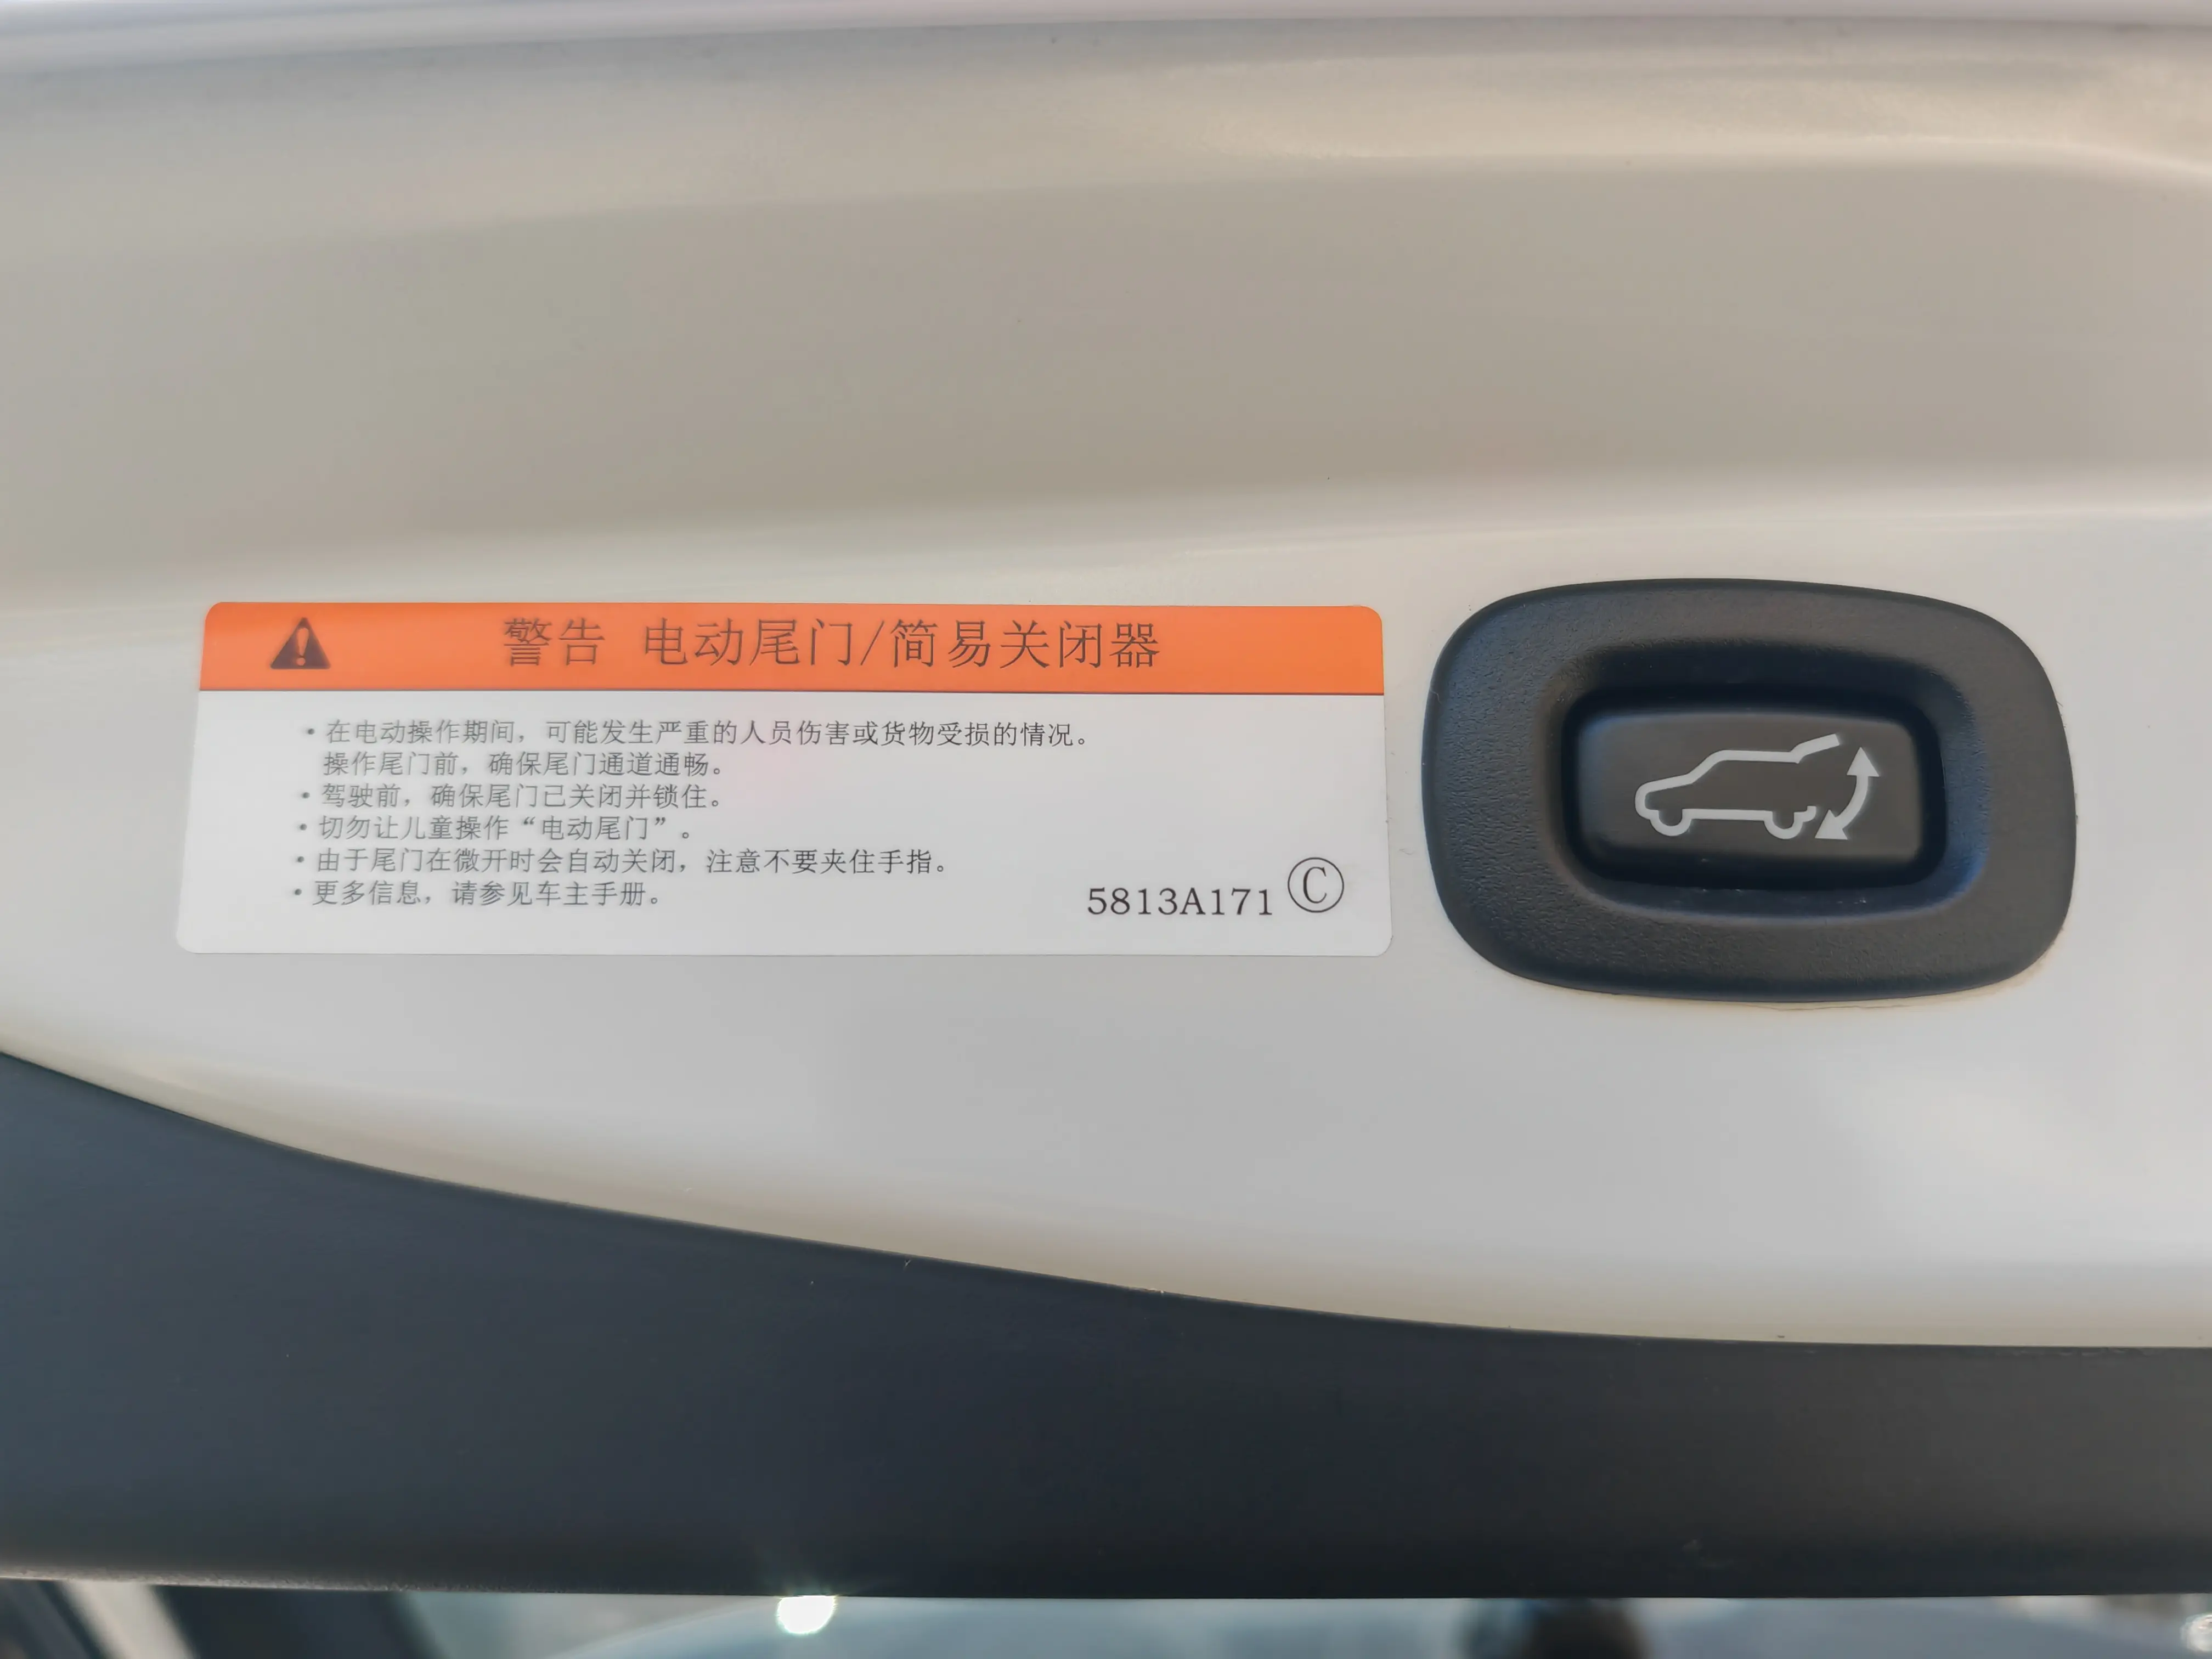 警告 电动尾门/简易关闭器
・在电动操作期间，可能发生严重的人员伤害或货物受损的情况。
操作尾门前，确保尾门通道通畅。
・驾驶前，确保尾门已关闭并锁住。
・切勿让儿童操作“电动尾门”。
・由于尾门在微开时会自动关闭，注意不要夹住手指。
・更多信息，请参见车主手册。
5813A171 Ⓒ